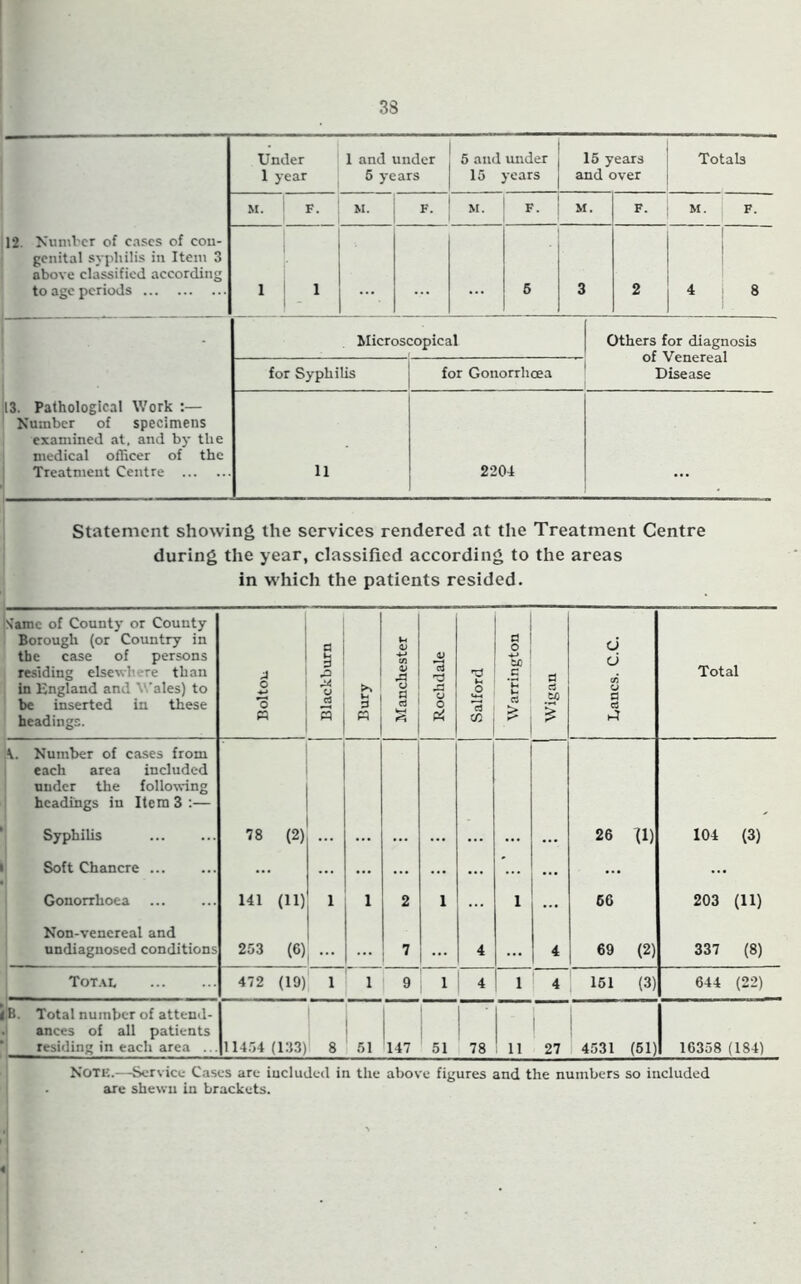 38
Under 1 year | 1 and under 5 years | 5 and under 15 years | 15 years and over | Totals
M. | F. | M. | F. | M. | F. | M. | F. | M. | F.
12. Number of cases of con-
genital syphilis in Item 3
above classified according
to age periods ... ... ... 1 | 1 | ... | ... | ... | 5 | 3 | 2 | 4 | 8
Microscopical | Others for diagnosis of Venereal Disease
for Syphilis | for Gonorrhœa
13. Pathological Work :—
Number of specimens
examined at, and by the
medical officer of the
Treatment Centre ... ... 11 | 2204 | ...
Statement showing the services rendered at the Treatment Centre
during the year, classified according to the areas
in which the patients resided.
Name of County or County
Borough (or Country in
the case of persons
residing elsewhere than
in England and Wales) to
be inserted in these
headings.
Bolton | Blackburn | Bury | Manchester | Rochdale | Salford | Warrington | Wigan | Lancs. C.C. | Total
A. Number of cases from
each area included
under the following
headings in Item 3 :—
Syphilis ... ... 78 (2) | ... | ... | ... | ... | ... | ... | ... | 26 (1) | 104 (3)
Soft Chancre ... ... ... | ... | ... | ... | ... | ... | ... | ... | ... | ...
Gonorrhoea ... ... 141 (11) | 1 | 1 | 2 | 1 | ... | 1 | ... | 56 | 203 (11)
Non-venereal and
undiagnosed conditions 253 (6) | ... | ... | 7 | ... | 4 | ... | 4 | 69 (2) | 337 (8)
TOTAL ... ... 472 (19) | 1 | 1 | 9 | 1 | 4 | 1 | 4 | 151 (3) | 644 (22)
B. Total number of attend-
ances of all patients
residing in each area ... 11454 (133) | 8 | 51 | 147 | 51 | 78 | 11 | 27 | 4531 (51) | 16358 (184)
NOTE.—Service Cases are included in the above figures and the numbers so included
are shewn in brackets.